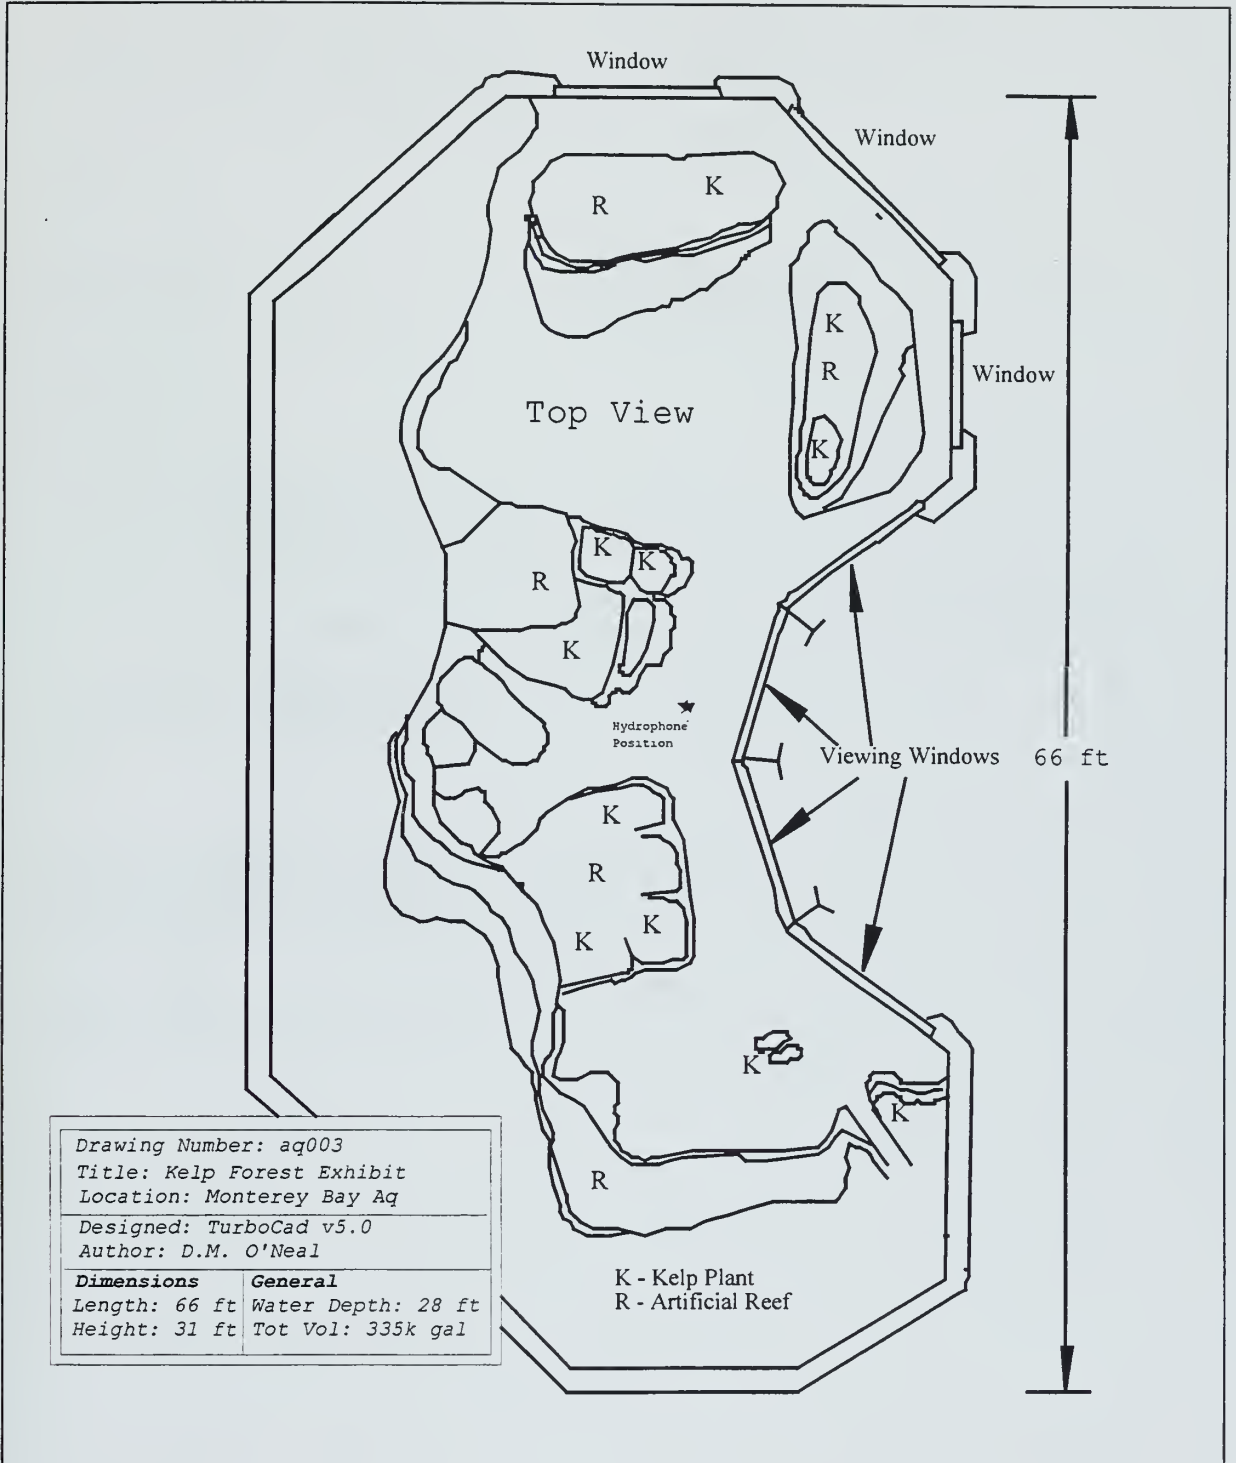 Window
Window
R K
K
R
Window
Top View
K
K K
R
K
Hydrophone
Position
Viewing Windows
66 ft
K
R
K
K
K
K
R
Drawing Number: aq003
Title: Kelp Forest Exhibit
Location: Monterey Bay Aq
Designed: TurboCad v5.0
Author: D.M. O'Neal
Dimensions General
Length: 66 ft Water Depth: 28 ft
Height: 31 ft Tot Vol: 335k gal
K - Kelp Plant
R - Artificial Reef